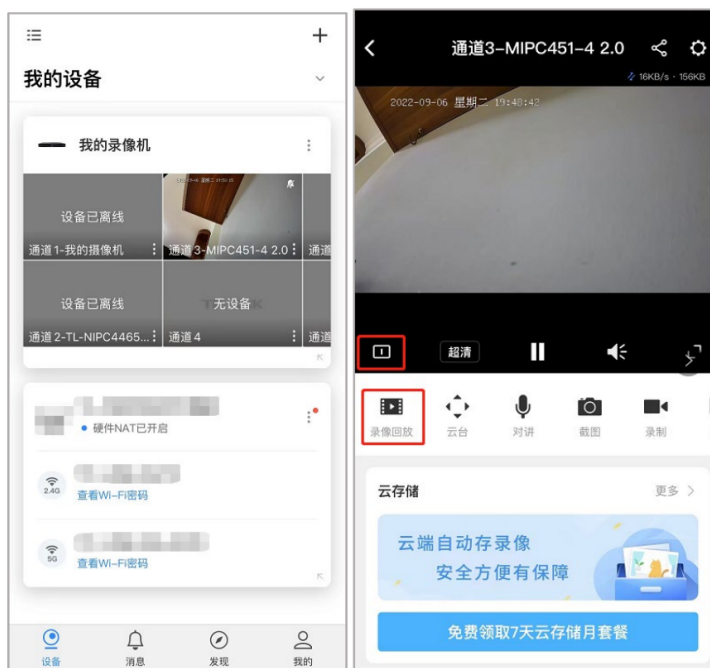 我的设备
我的录像机
设备已离线
通道1-我的摄像机
通道3-MIPC451-4 2.0
通道
设备已离线
无设备
通道2-TL-NIPC4465...
通道4
通道
硬件NAT已开启
2.4G
查看Wi-Fi密码
5G
查看Wi-Fi密码
设备
消息
发现
我的
通道3-MIPC451-4 2.0
16KB/s · 156KB
2022-09-06 星期二 19:48:42
超清
录像回放
云台
对讲
截图
录制
云存储
更多
云端自动存录像
安全方便有保障
免费领取7天云存储月套餐